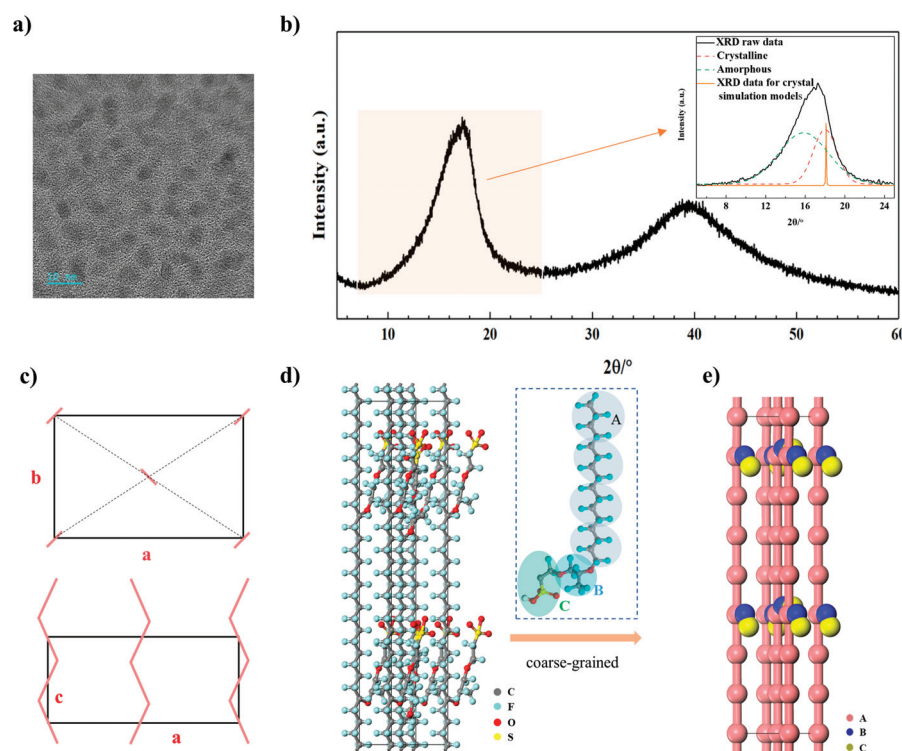 a)
b)
Intensity (a.u.)
10
20
30
40
50
60
2θ/°
XRD raw data
Crystalline
Amorphous
XRD data for crystal
simulation models
Intensity (a.u.)
8
12
16
20
24
2θ/°
c)
b
a
c
a
d)
A
B
C
coarse-grained
C
F
O
S
e)
A
B
C